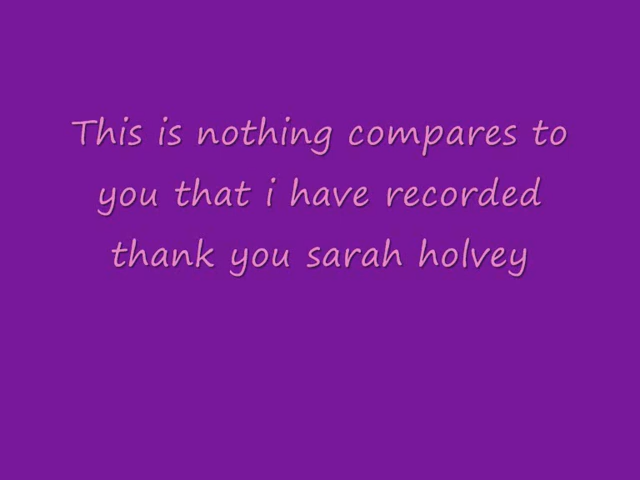 This is nothing compares to
you that i have recorded
thank you sarah holvey